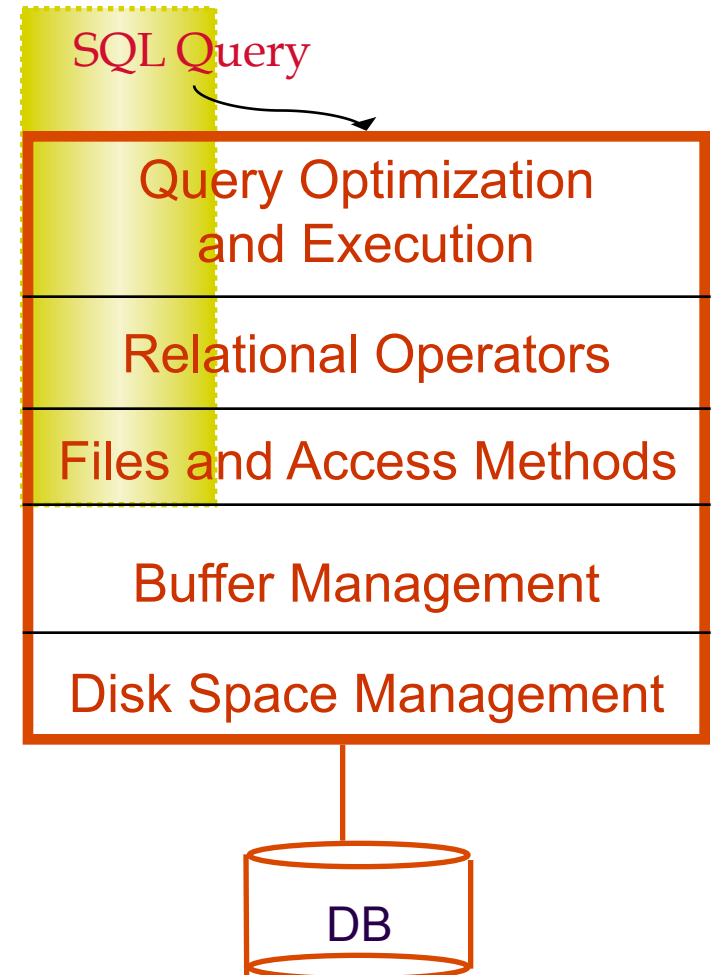 SQL Query
Query Optimization
and Execution
Relational Operators
Files and Access Methods
Buffer Management
Disk Space Management
DB